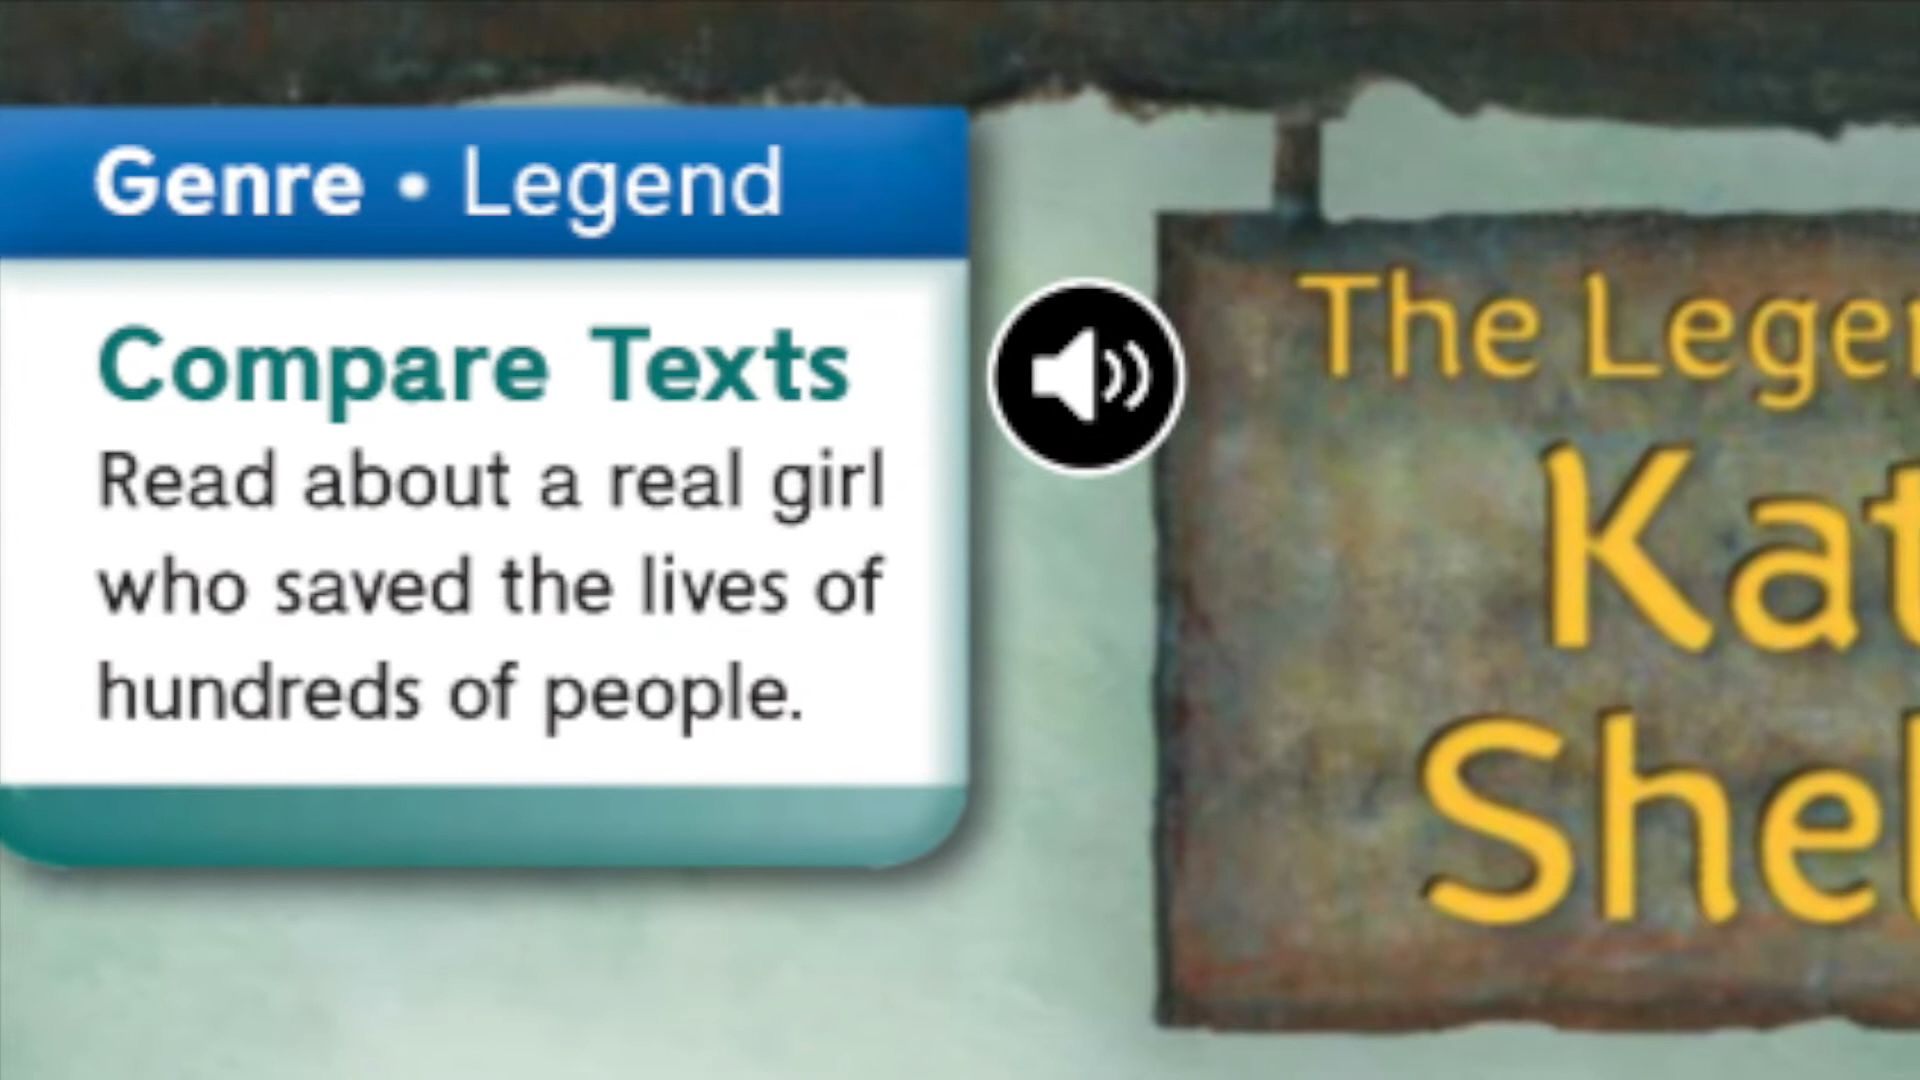 Genre • Legend
Compare Texts
Read about a real girl
who saved the lives of
hundreds of people.
The Legen
Kat
Shel